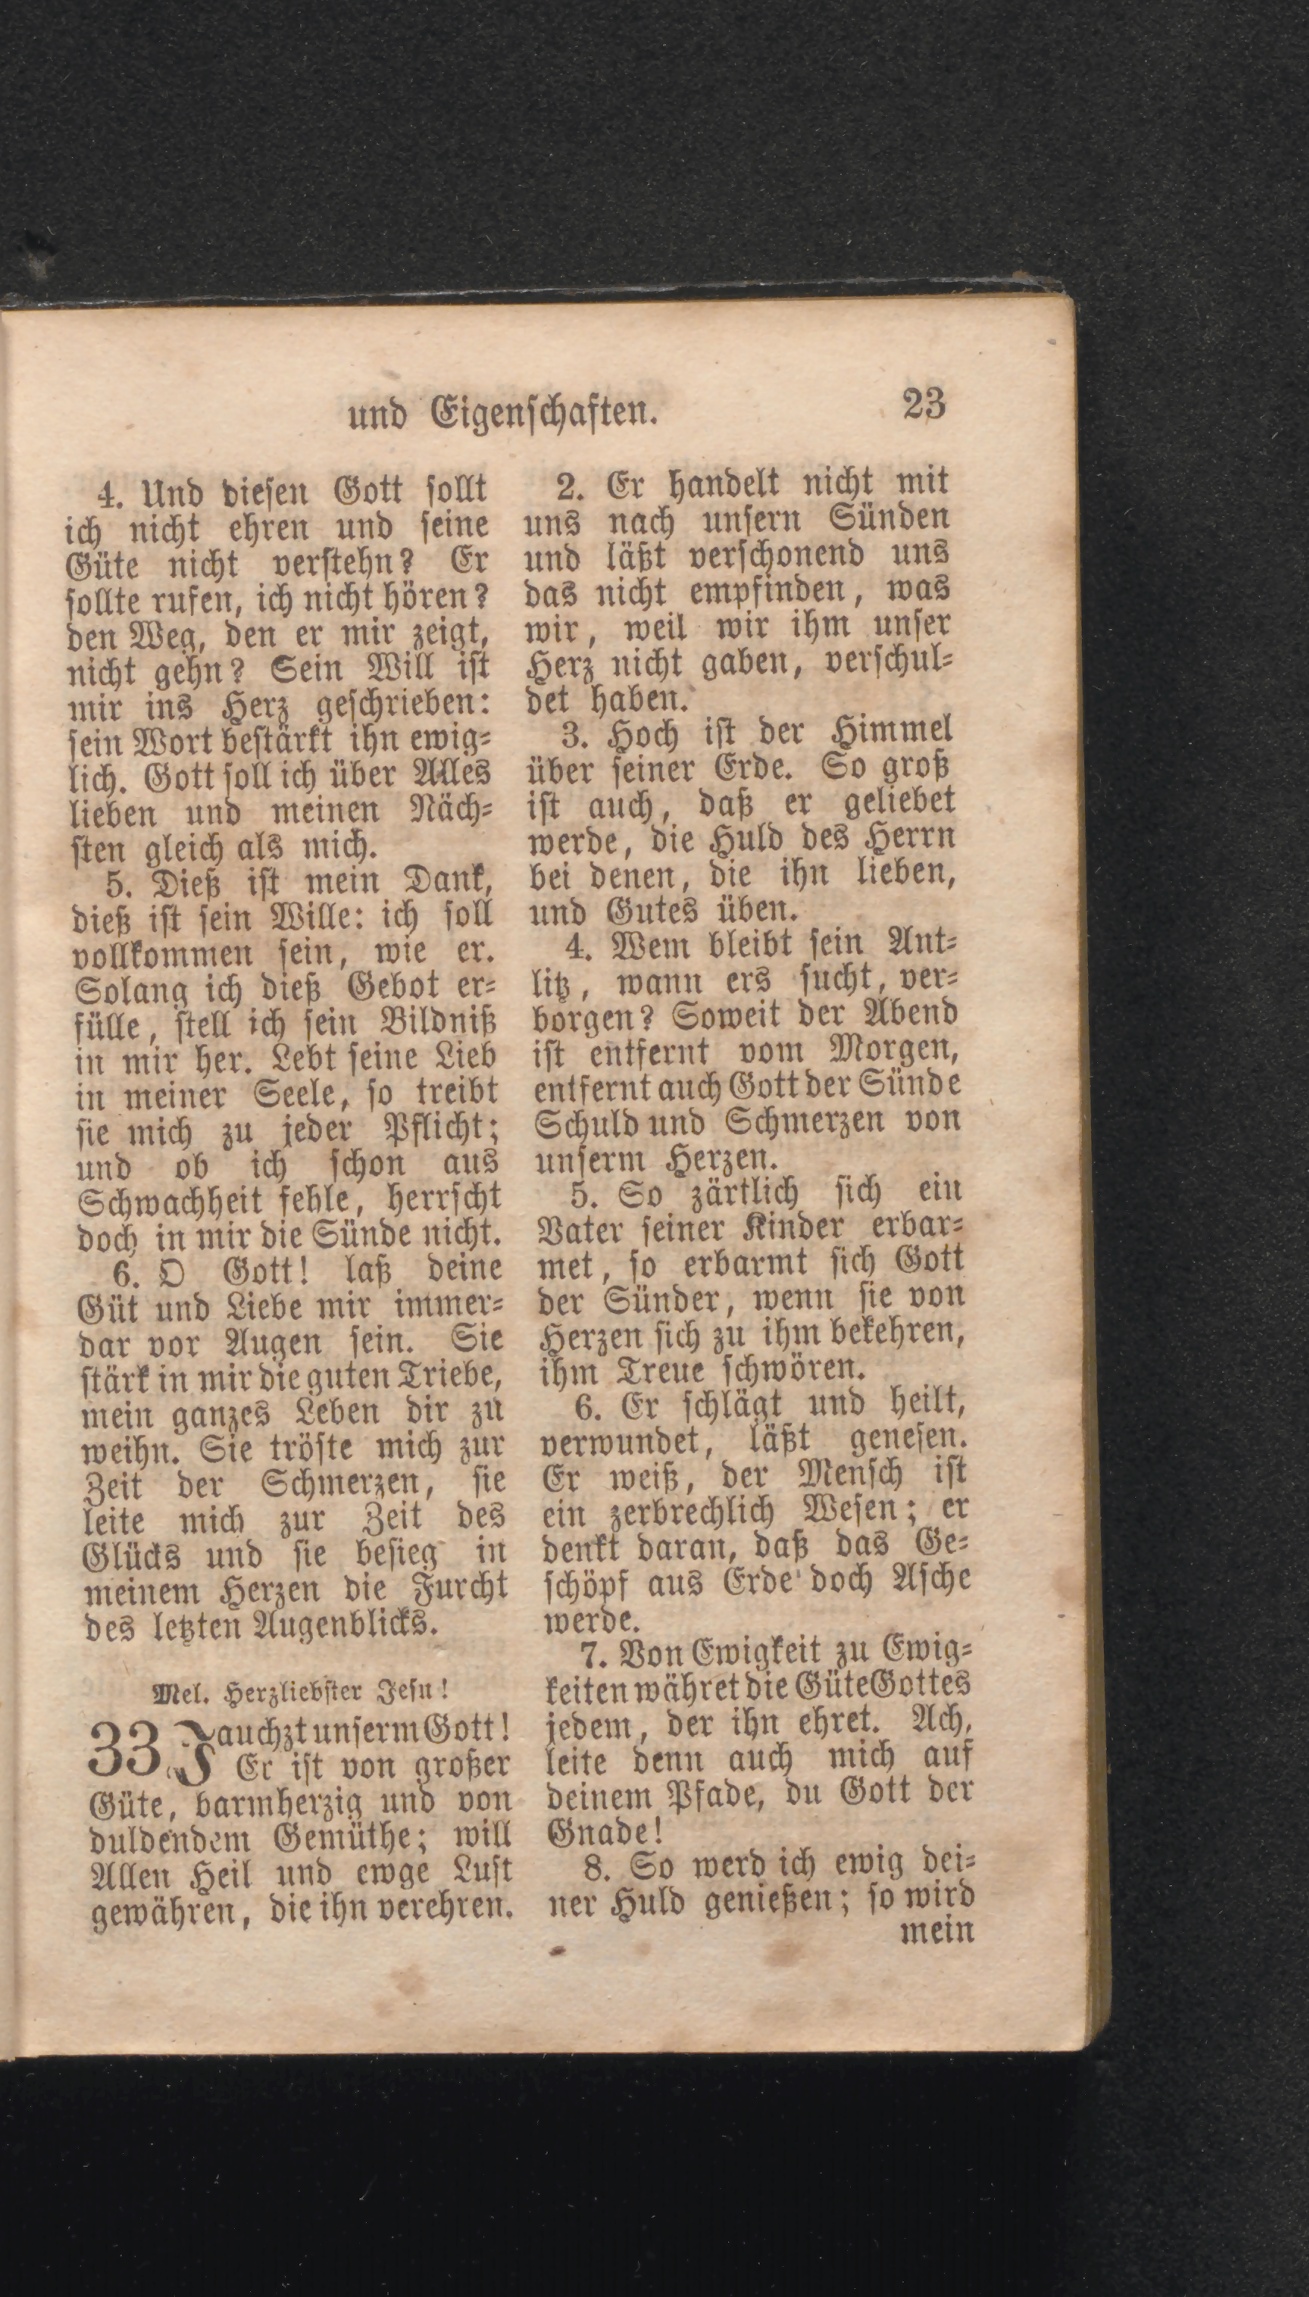 und Eigenschaften. 23
4. Und diesen Gott sollt
ich nicht ehren und seine
Güte nicht verstehn? Er
sollte rufen, ich nicht hören?
den Weg, den er mir zeigt,
nicht gehn? Sein Will ist
mir ins Herz geschrieben:
sein Wort bestärkt ihn ewig-
lich. Gott soll ich über Alles
lieben und meinen Näch-
sten gleich als mich.
5. Dieß ist mein Dank,
dieß ist sein Wille: ich soll
vollkommen sein, wie er.
Solang ich dieß Gebot er-
fülle, stell ich sein Bildniß
in mir her. Lebt seine Lieb
in meiner Seele, so treibt
sie mich zu jeder Pflicht;
und ob ich schon aus
Schwachheit fehle, herrscht
doch in mir die Sünde nicht.
6. O Gott! laß deine
Güt und Liebe mir immer-
dar vor Augen sein. Sie
stärk in mir die guten Triebe,
mein ganzes Leben dir zu
weihn. Sie tröste mich zur
Zeit der Schmerzen, sie
leite mich zur Zeit des
Glücks und sie besieg in
meinem Herzen die Furcht
des letzten Augenblicks.
Mel. Herzliebster Jesu!
33. Jauchzt unserm Gott!
Er ist von großer
Güte, barmherzig und von
duldendem Gemüthe; will
Allen Heil und ewge Lust
gewähren, die ihn verehren.
2. Er handelt nicht mit
uns nach unsern Sünden
und läßt verschonend uns
das nicht empfinden, was
wir, weil wir ihm unser
Herz nicht gaben, verschul-
det haben.
3. Hoch ist der Himmel
über seiner Erde. So groß
ist auch, daß er geliebet
werde, die Huld des Herrn
bei denen, die ihn lieben,
und Gutes üben.
4. Wem bleibt sein Ant-
litz, wann ers sucht, ver-
borgen? Soweit der Abend
ist entfernt vom Morgen,
entfernt auch Gott der Sünde
Schuld und Schmerzen von
unserm Herzen.
5. So zärtlich sich ein
Vater seiner Kinder erbar-
met, so erbarmt sich Gott
der Sünder, wenn sie von
Herzen sich zu ihm bekehren,
ihm Treue schwören.
6. Er schlägt und heilt,
verwundet, läßt genesen.
Er weiß, der Mensch ist
ein zerbrechlich Wesen; er
denkt daran, daß das Ge-
schöpf aus Erde doch Asche
werde.
7. Von Ewigkeit zu Ewig-
keiten währet die Güte Gottes
jedem, der ihn ehret. Ach,
leite denn auch mich auf
deinem Pfade, du Gott der
Gnade!
8. So werd ich ewig dei-
ner Huld genießen; so wird
mein